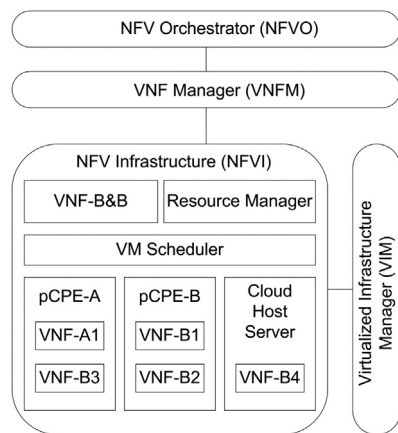 NFV Orchestrator (NFVO)
VNF Manager (VNFM)
NFV Infrastructure (NFVI)
VNF-B&B
Resource Manager
VM Scheduler
pCPE-A
VNF-A1
VNF-B3
pCPE-B
VNF-B1
VNF-B2
Cloud
Host
Server
VNF-B4
Virtualized Infrastructure
Manager (VIM)